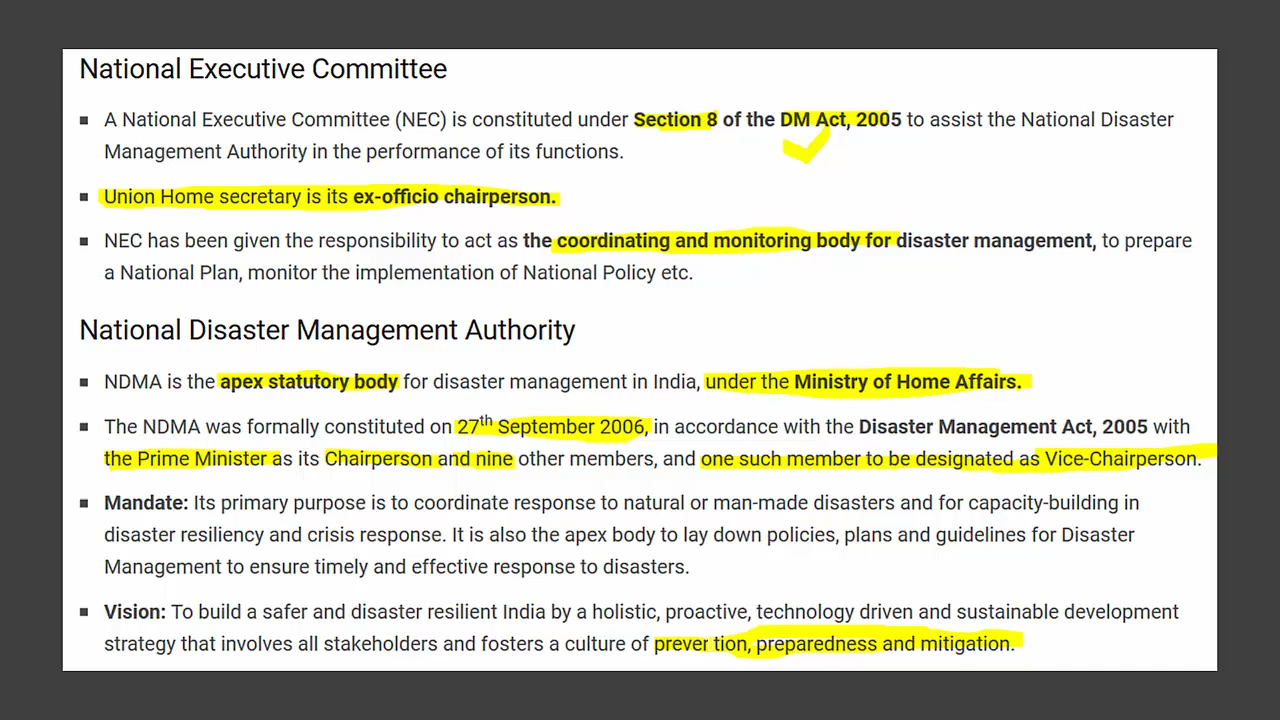 National Executive Committee
▪ A National Executive Committee (NEC) is constituted under Section 8 of the DM Act, 2005 to assist the National Disaster
Management Authority in the performance of its functions.
▪ Union Home secretary is its ex-officio chairperson.
▪ NEC has been given the responsibility to act as the coordinating and monitoring body for disaster management, to prepare
a National Plan, monitor the implementation of National Policy etc.
National Disaster Management Authority
▪ NDMA is the apex statutory body for disaster management in India, under the Ministry of Home Affairs.
▪ The NDMA was formally constituted on 27th September 2006, in accordance with the Disaster Management Act, 2005 with
the Prime Minister as its Chairperson and nine other members, and one such member to be designated as Vice-Chairperson.
▪ Mandate: Its primary purpose is to coordinate response to natural or man-made disasters and for capacity-building in
disaster resiliency and crisis response. It is also the apex body to lay down policies, plans and guidelines for Disaster
Management to ensure timely and effective response to disasters.
▪ Vision: To build a safer and disaster resilient India by a holistic, proactive, technology driven and sustainable development
strategy that involves all stakeholders and fosters a culture of prevention, preparedness and mitigation.